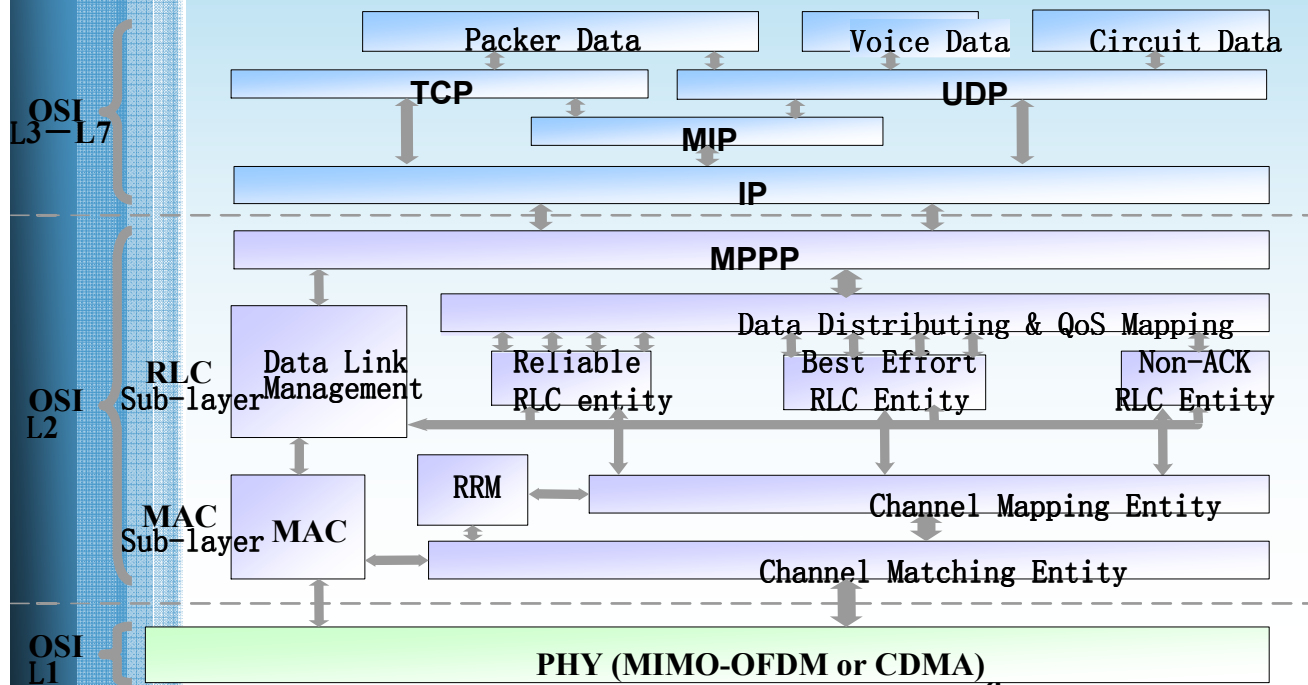 Packer Data
Voice Data
Circuit Data
TCP
UDP
OSI
L3－L7
MIP
IP
MPPP
Data Distributing & QoS Mapping
RLC
Sub-layer
Data Link
Management
Reliable
RLC entity
Best Effort
RLC Entity
Non-ACK
RLC Entity
OSI
L2
RRM
Channel Mapping Entity
MAC
Sub-layer
MAC
Channel Matching Entity
OSI
L1
PHY (MIMO-OFDM or CDMA)